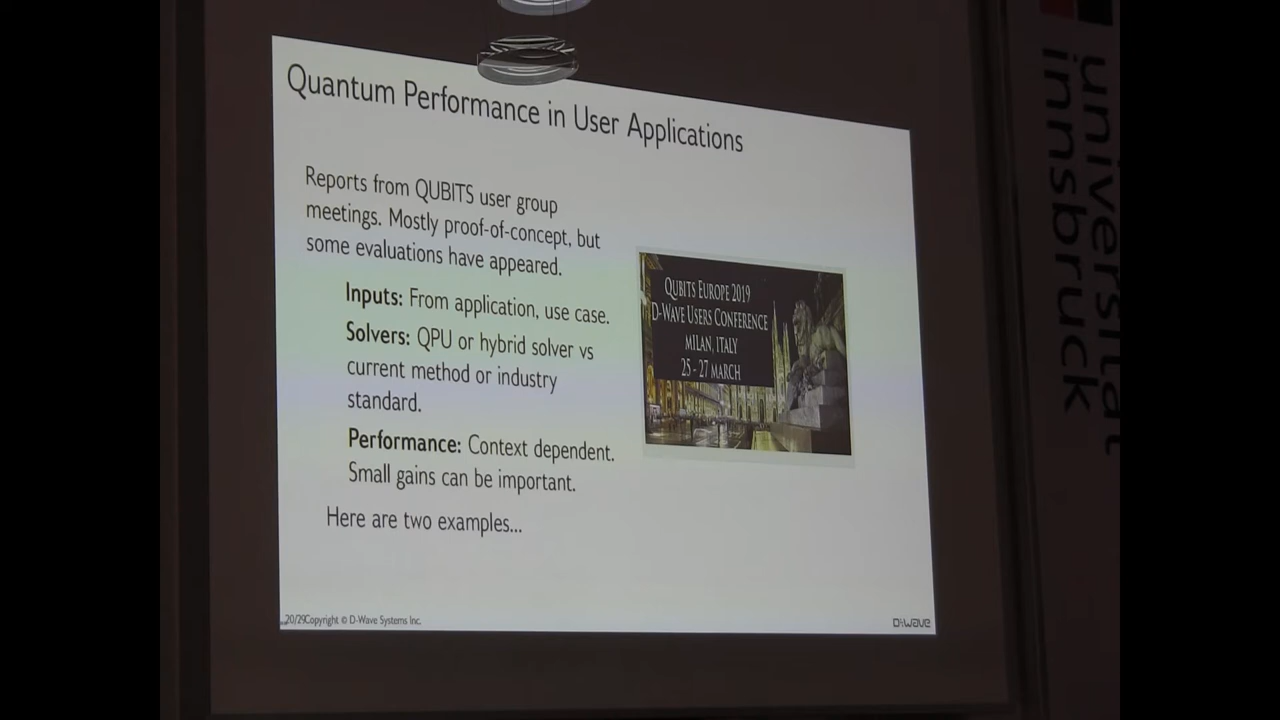 Quantum Performance in User Applications
Reports from QUBITS user group
meetings. Mostly proof-of-concept, but
some evaluations have appeared.
Inputs: From application, use case.
Solvers: QPU or hybrid solver vs
current method or industry
standard.
Performance: Context dependent.
Small gains can be important.
Here are two examples...
QUBITS EUROPE 2019
D-WAVE USERS CONFERENCE
MILAN, ITALY
25 - 27 MARCH
20/29Copyright © D-Wave Systems Inc.
D:WAVE
universität
innsbruck